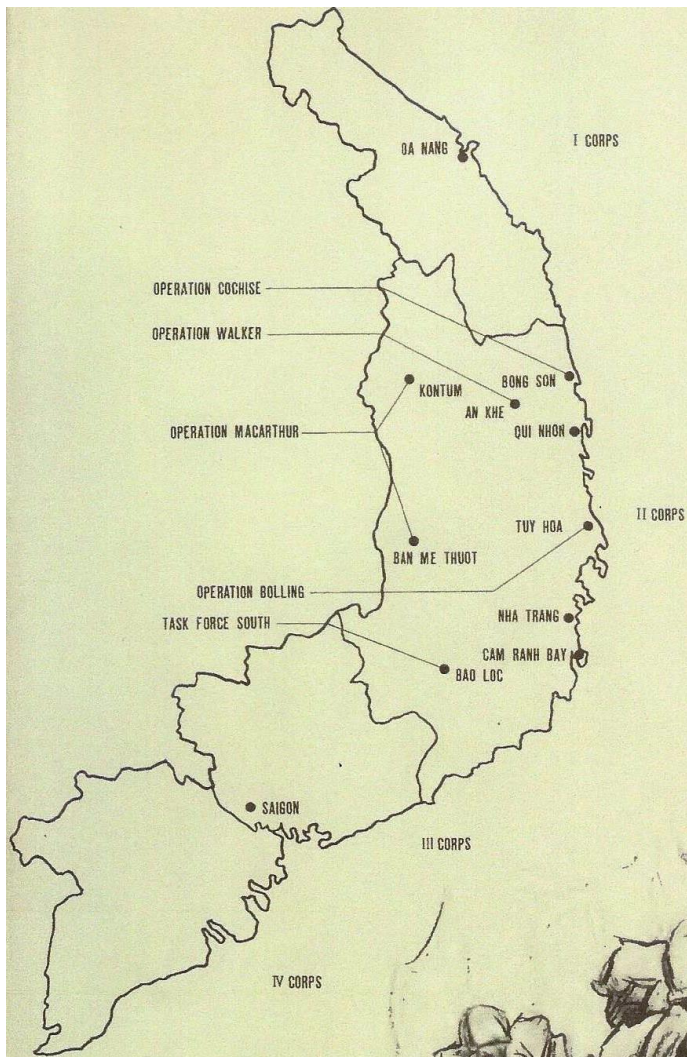 DA NANG
I CORPS
OPERATION COCHISE
OPERATION WALKER
BONG SON
KONTUM
AN KHE
QUI NHON
OPERATION MACARTHUR
II CORPS
TUY HOA
BAN ME THUOT
OPERATION BOLLING
NHA TRANG
TASK FORCE SOUTH
CAM RANH BAY
BAO LOC
SAIGON
III CORPS
IV CORPS